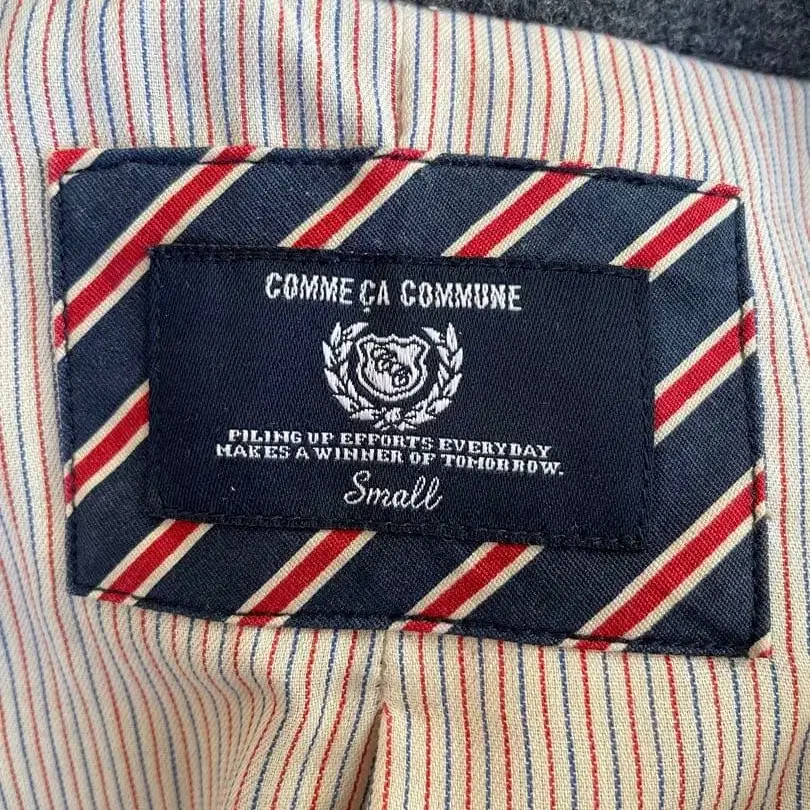 COMME ÇA COMMUNE
PILING UP EFFORTS EVERYDAY
MAKES A WINNER OF TOMORROW.
Small